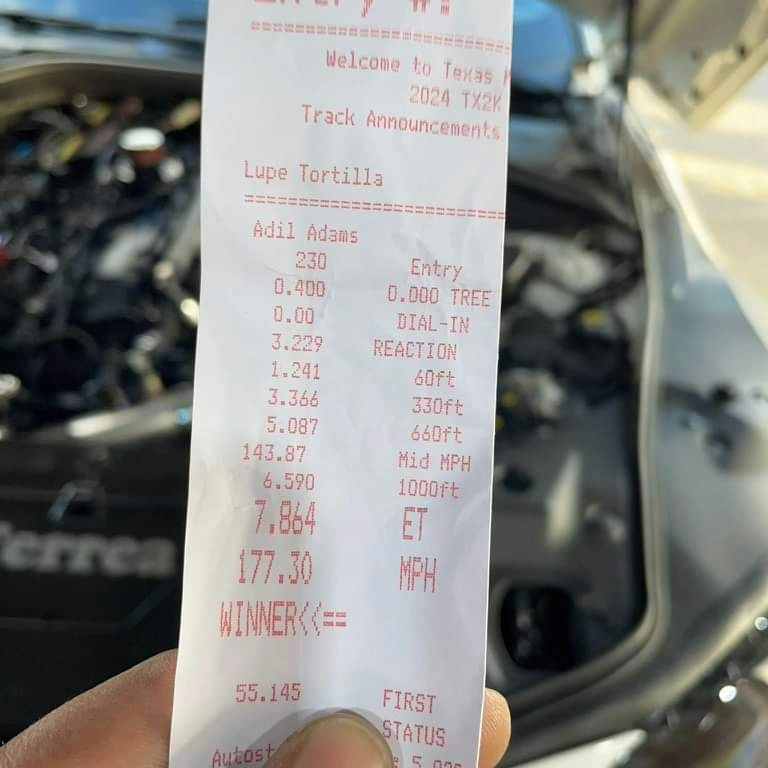 ===========================
Welcome to Texas
2024 TX2K
Track Announcements
Lupe Tortilla
===========================
Adil Adams
230 Entry
0.400 0.000 TREE
0.00 DIAL-IN
3.229 REACTION
1.241 60ft
3.366 330ft
5.087 660ft
143.87 Mid MPH
6.590 1000ft
7.864 ET
177.30 MPH
WINNER<<==
55.145 FIRST
STATUS